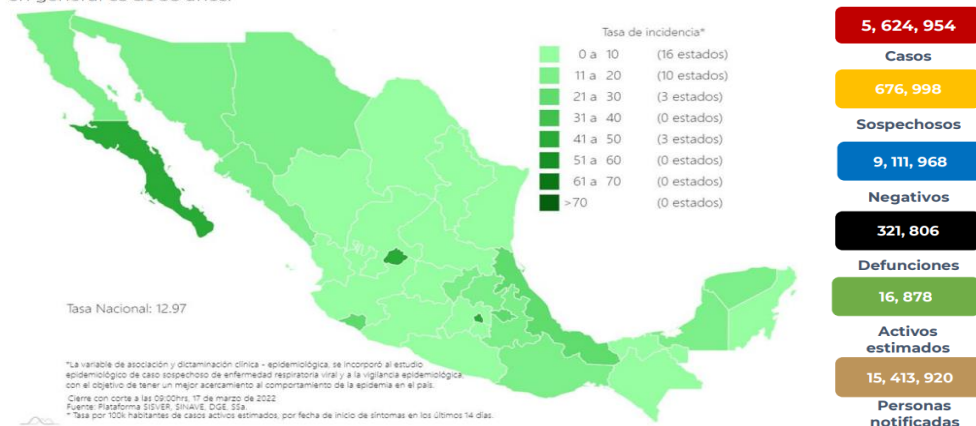 en general es de 38 años.
Tasa de incidencia*
0 a 10 (16 estados)
11 a 20 (10 estados)
21 a 30 (3 estados)
31 a 40 (0 estados)
41 a 50 (3 estados)
51 a 60 (0 estados)
61 a 70 (0 estados)
>70 (0 estados)
Tasa Nacional: 12.97
*La variable de asociación y dictaminación clínica - epidemiológica, se incorporó al estudio
epidemiológico de caso sospechoso de enfermedad respiratoria viral y a la vigilancia epidemiológica,
con el objetivo de tener un mejor acercamiento al comportamiento de la epidemia en el país.
Cierre con corte a las 09:00hrs, 17 de marzo de 2022
Fuente: Plataforma SISVER, SINAVE, DGE, SSa.
* Tasa por 100k habitantes de casos activos estimados, por fecha de inicio de síntomas en los últimos 14 días.
5, 624, 954
Casos
676, 998
Sospechosos
9, 111, 968
Negativos
321, 806
Defunciones
16, 878
Activos
estimados
15, 413, 920
Personas
notificadas